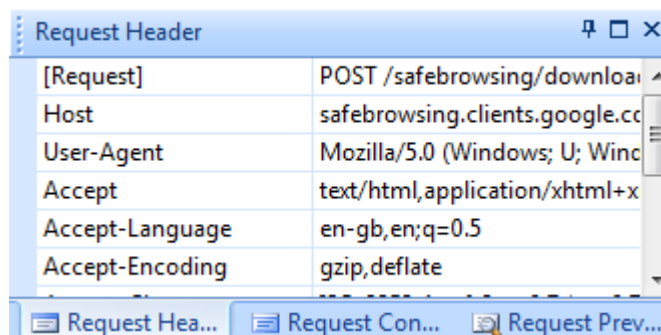 Request Header
[Request] POST /safebrowsing/downloa
Host safebrowsing.clients.google.co
User-Agent Mozilla/5.0 (Windows; U; Wind
Accept text/html,application/xhtml+x
Accept-Language en-gb,en;q=0.5
Accept-Encoding gzip,deflate
Request Hea... Request Con... Request Prev...